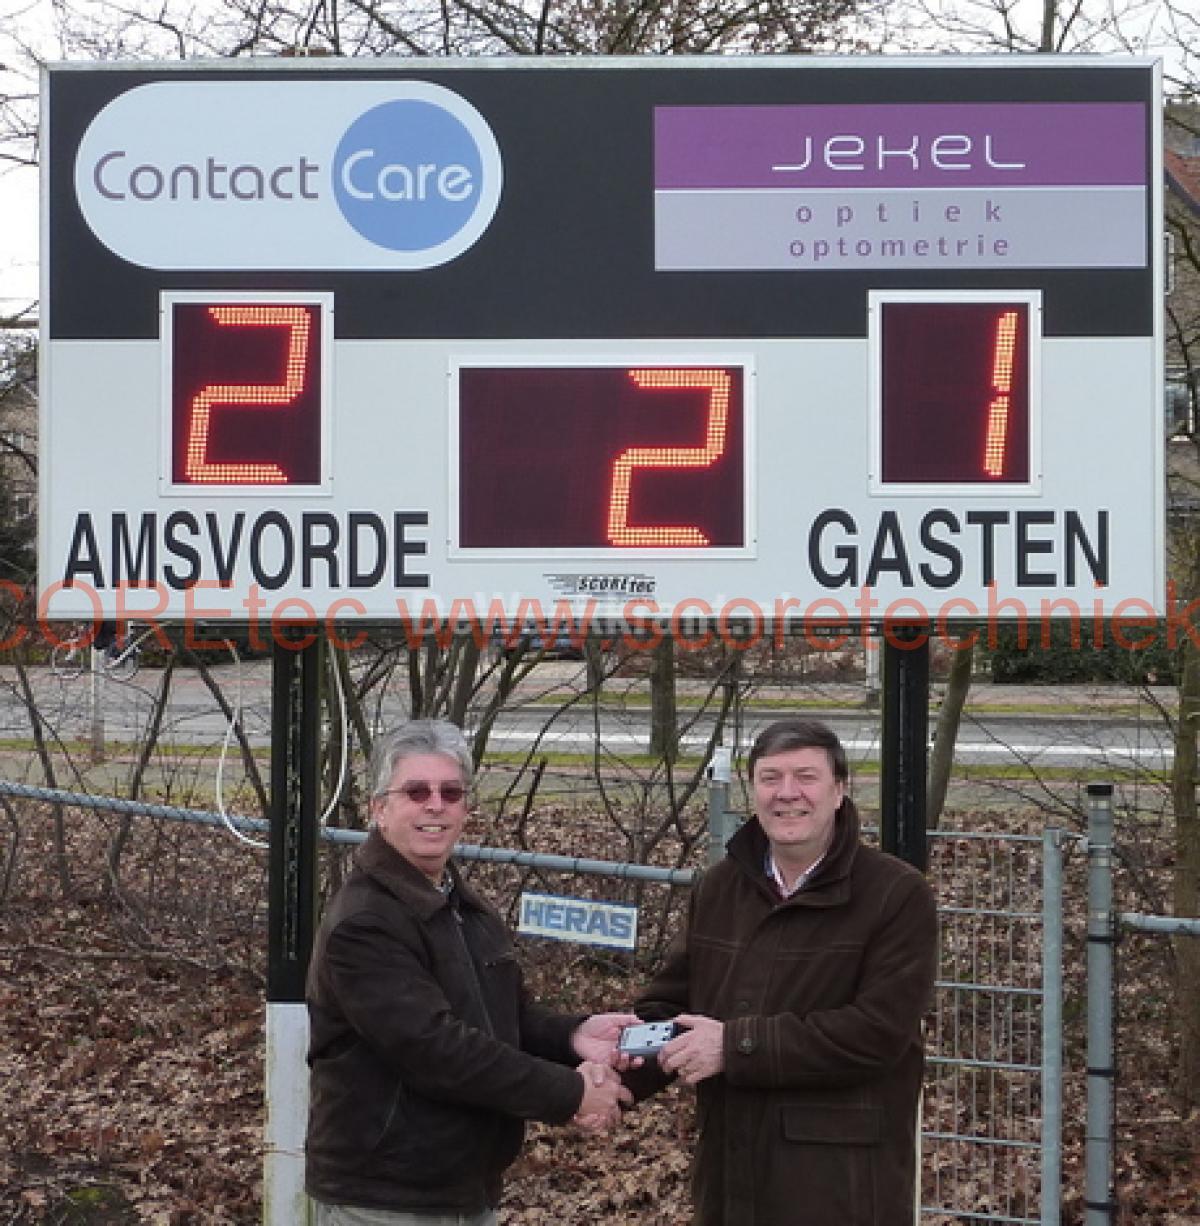 Contact Care
JEKEL
optiek
optometrie
2
2
1
AMSVORDE
GASTEN
SCOREtec
COREtec www.scoretechniek
HERAS